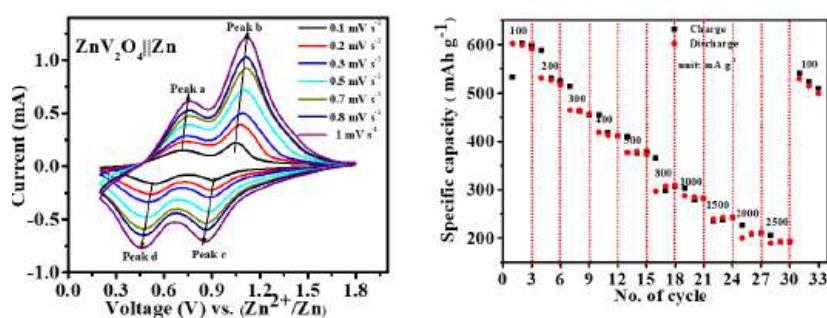 ZnV2O4||Zn
Peak b
Peak a
0.1 mV s-1
0.2 mV s-1
0.3 mV s-1
0.5 mV s-1
0.7 mV s-1
0.8 mV s-1
1 mV s-1
Peak c
Peak d
1.0
0.5
0.0
-0.5
-1.0
Current (mA)
0.0 0.3 0.6 0.9 1.2 1.5 1.8
Voltage (V) vs. (Zn2+/Zn)
Charge
Discharge
unit: mA g-1
100
200
300
400
500
800
1000
1500
2000
2500
100
600
500
400
300
200
Specific capacity ( mAh g-1)
0 3 6 9 12 15 18 21 24 27 30 33
No. of cycle